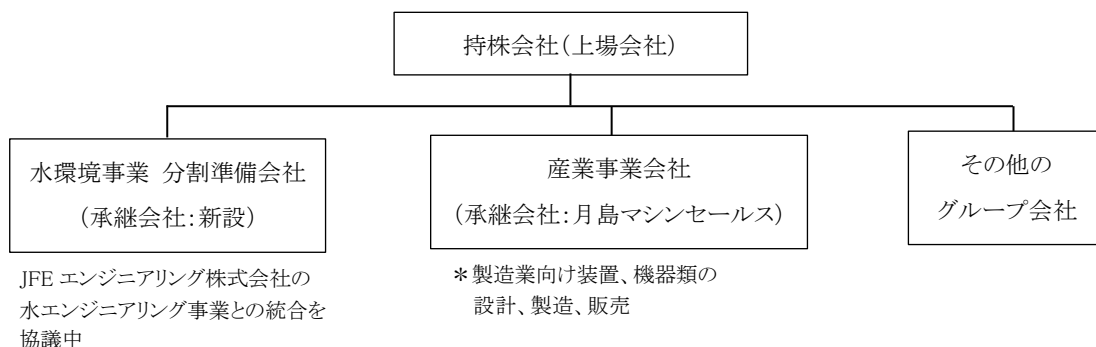 持株会社(上場会社)
水環境事業 分割準備会社
(承継会社:新設)
産業事業会社
(承継会社:月島マシンセールス)
その他の
グループ会社
JFE エンジニアリング株式会社の
水エンジニアリング事業との統合を
協議中
*製造業向け装置、機器類の
設計、製造、販売